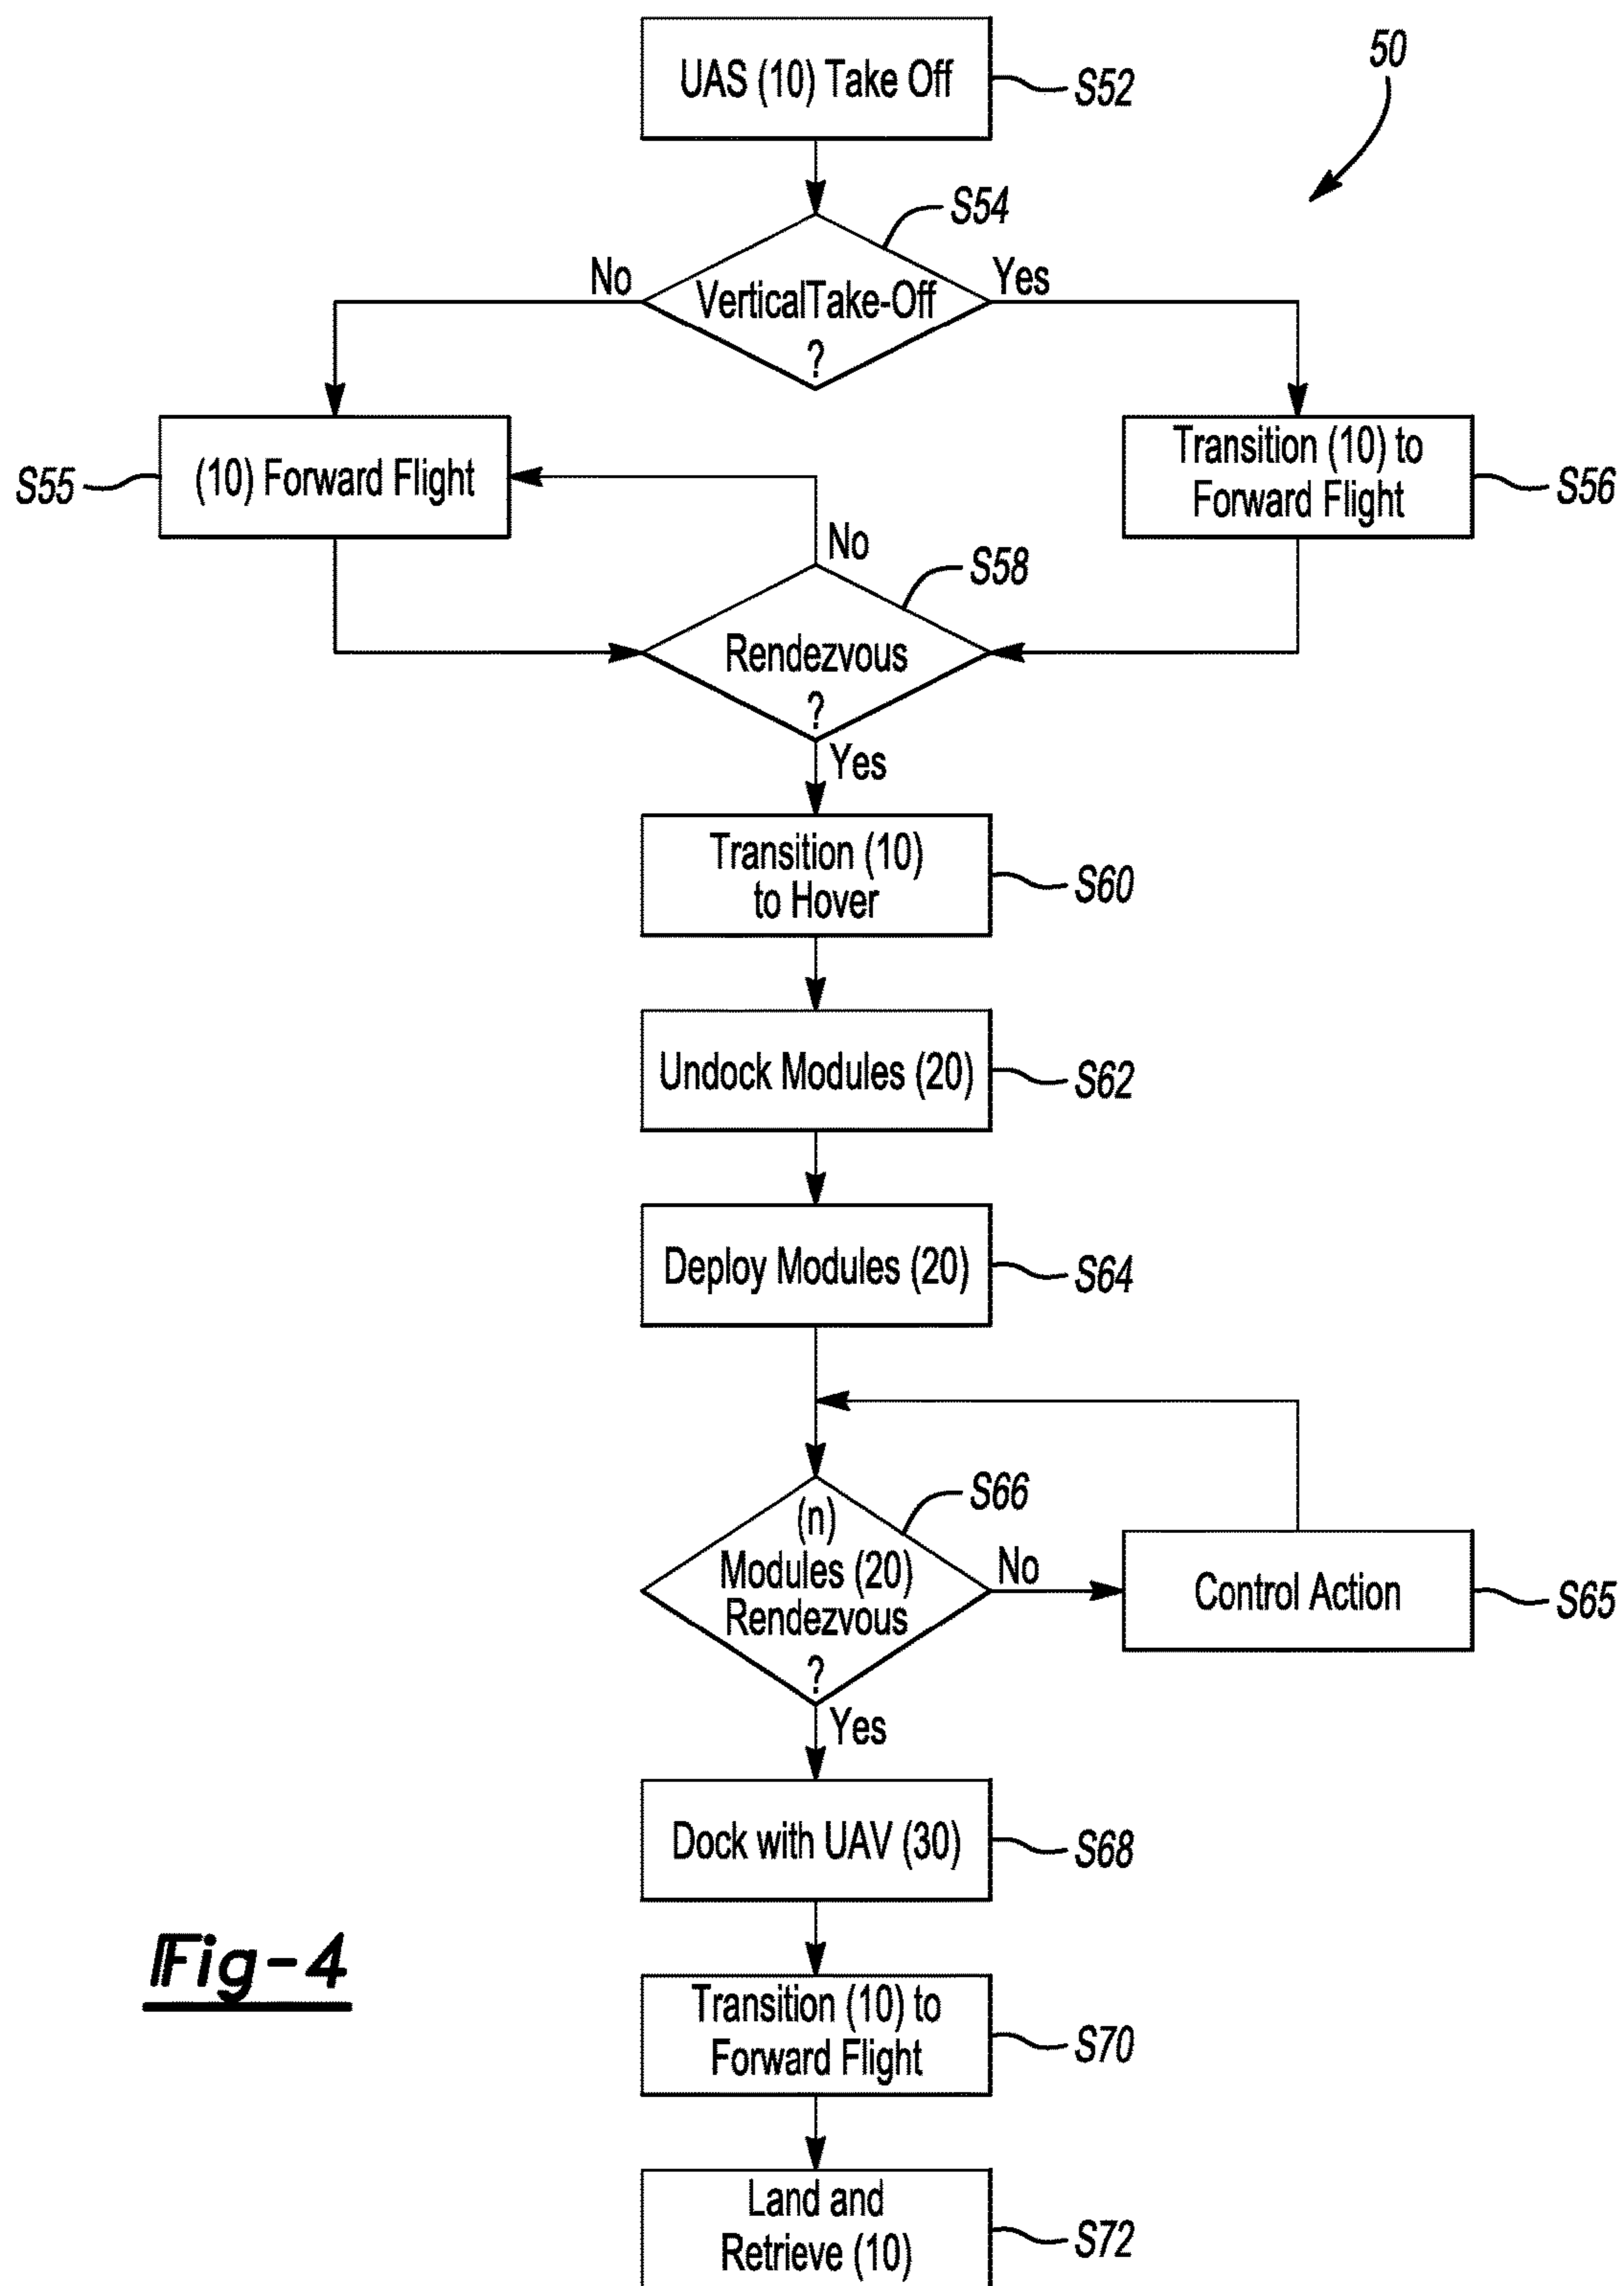 50
UAS (10) Take Off
S52
S54
No
VerticalTake-Off
?
Yes
S55
(10) Forward Flight
Transition (10) to
Forward Flight
S56
No
S58
Rendezvous
?
Yes
Transition (10)
to Hover
S60
Undock Modules (20)
S62
Deploy Modules (20)
S64
S66
(n)
Modules (20)
Rendezvous
?
No
Control Action
S65
Yes
Dock with UAV (30)
S68
Fig-4
Transition (10) to
Forward Flight
S70
Land and
Retrieve (10)
S72